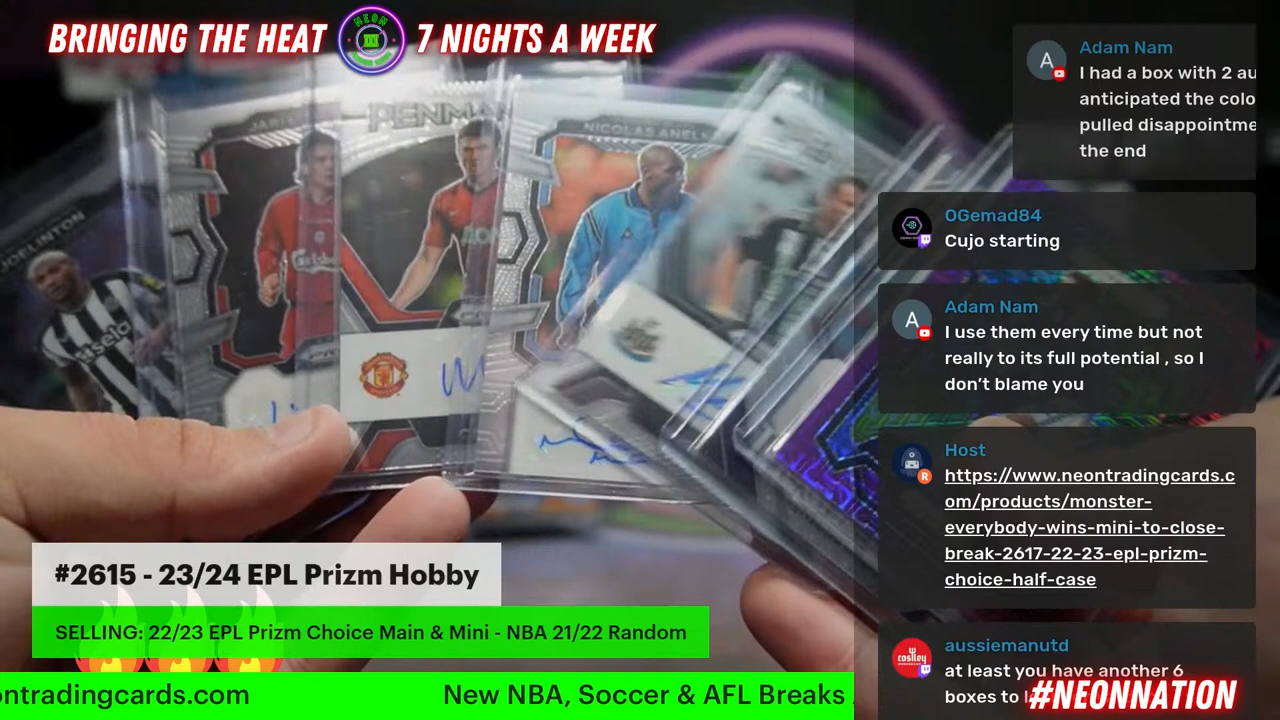 BRINGING THE HEAT
NEON
7 NIGHTS A WEEK
JOELINTON
PENMA
NICOLAS ANELK
Carlsberg
#2615 - 23/24 EPL Prizm Hobby
SELLING: 22/23 EPL Prizm Choice Main & Mini - NBA 21/22 Random
ontradingcards.com
New NBA, Soccer & AFL Breaks
A
Adam Nam
I had a box with 2 au
anticipated the colo
pulled disappointme
the end
OGemad84
Cujo starting
A
Adam Nam
I use them every time but not
really to its full potential , so I
don't blame you
Host
https://www.neontradingcards.c
om/products/monster-
everybody-wins-mini-to-close-
break-2617-22-23-epl-prizm-
choice-half-case
costley
aussiemanutd
at least you have another 6
boxes to
#NEONNATION